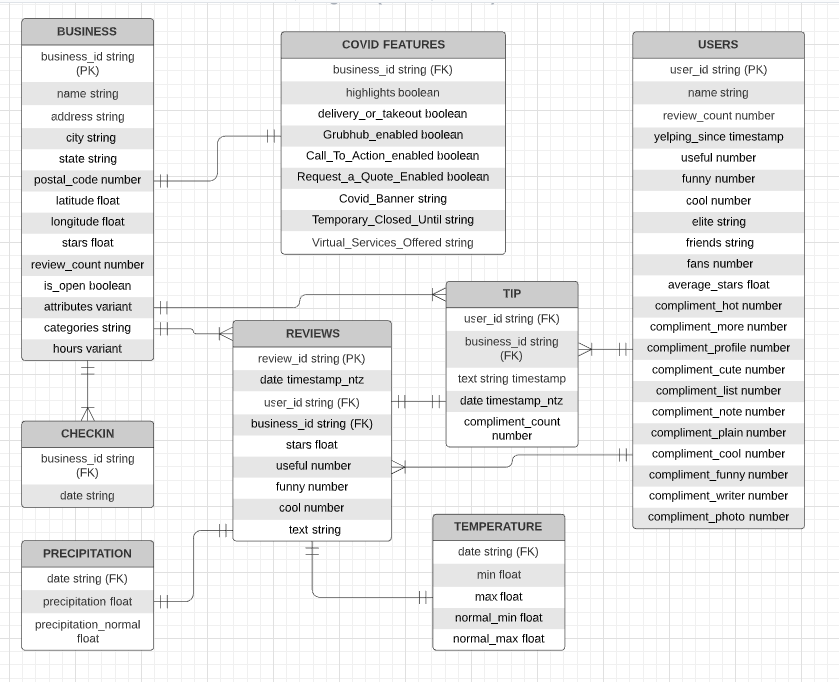 BUSINESS
business_id string
(PK)
name string
address string
city string
state string
postal_code number
latitude float
longitude float
stars float
review_count number
is_open boolean
attributes variant
categories string
hours variant
COVID FEATURES
business_id string (FK)
highlights boolean
delivery_or_takeout boolean
Grubhub_enabled boolean
Call_To_Action_enabled boolean
Request_a_Quote_Enabled boolean
Covid_Banner string
Temporary_Closed_Until string
Virtual_Services_Offered string
USERS
user_id string (PK)
name string
review_count number
yelping_since timestamp
useful number
funny number
cool number
elite string
friends string
fans number
average_stars float
compliment_hot number
compliment_more number
compliment_profile number
compliment_cute number
compliment_list number
compliment_note number
compliment_plain number
compliment_cool number
compliment_funny number
compliment_writer number
compliment_photo number
TIP
user_id string (FK)
business_id string
(FK)
text string timestamp
date timestamp_ntz
compliment_count
number
REVIEWS
review_id string (PK)
date timestamp_ntz
user_id string (FK)
business_id string (FK)
stars float
useful number
funny number
cool number
text string
CHECKIN
business_id string
(FK)
date string
PRECIPITATION
date string (FK)
precipitation float
precipitation_normal
float
TEMPERATURE
date string (FK)
min float
max float
normal_min float
normal_max float